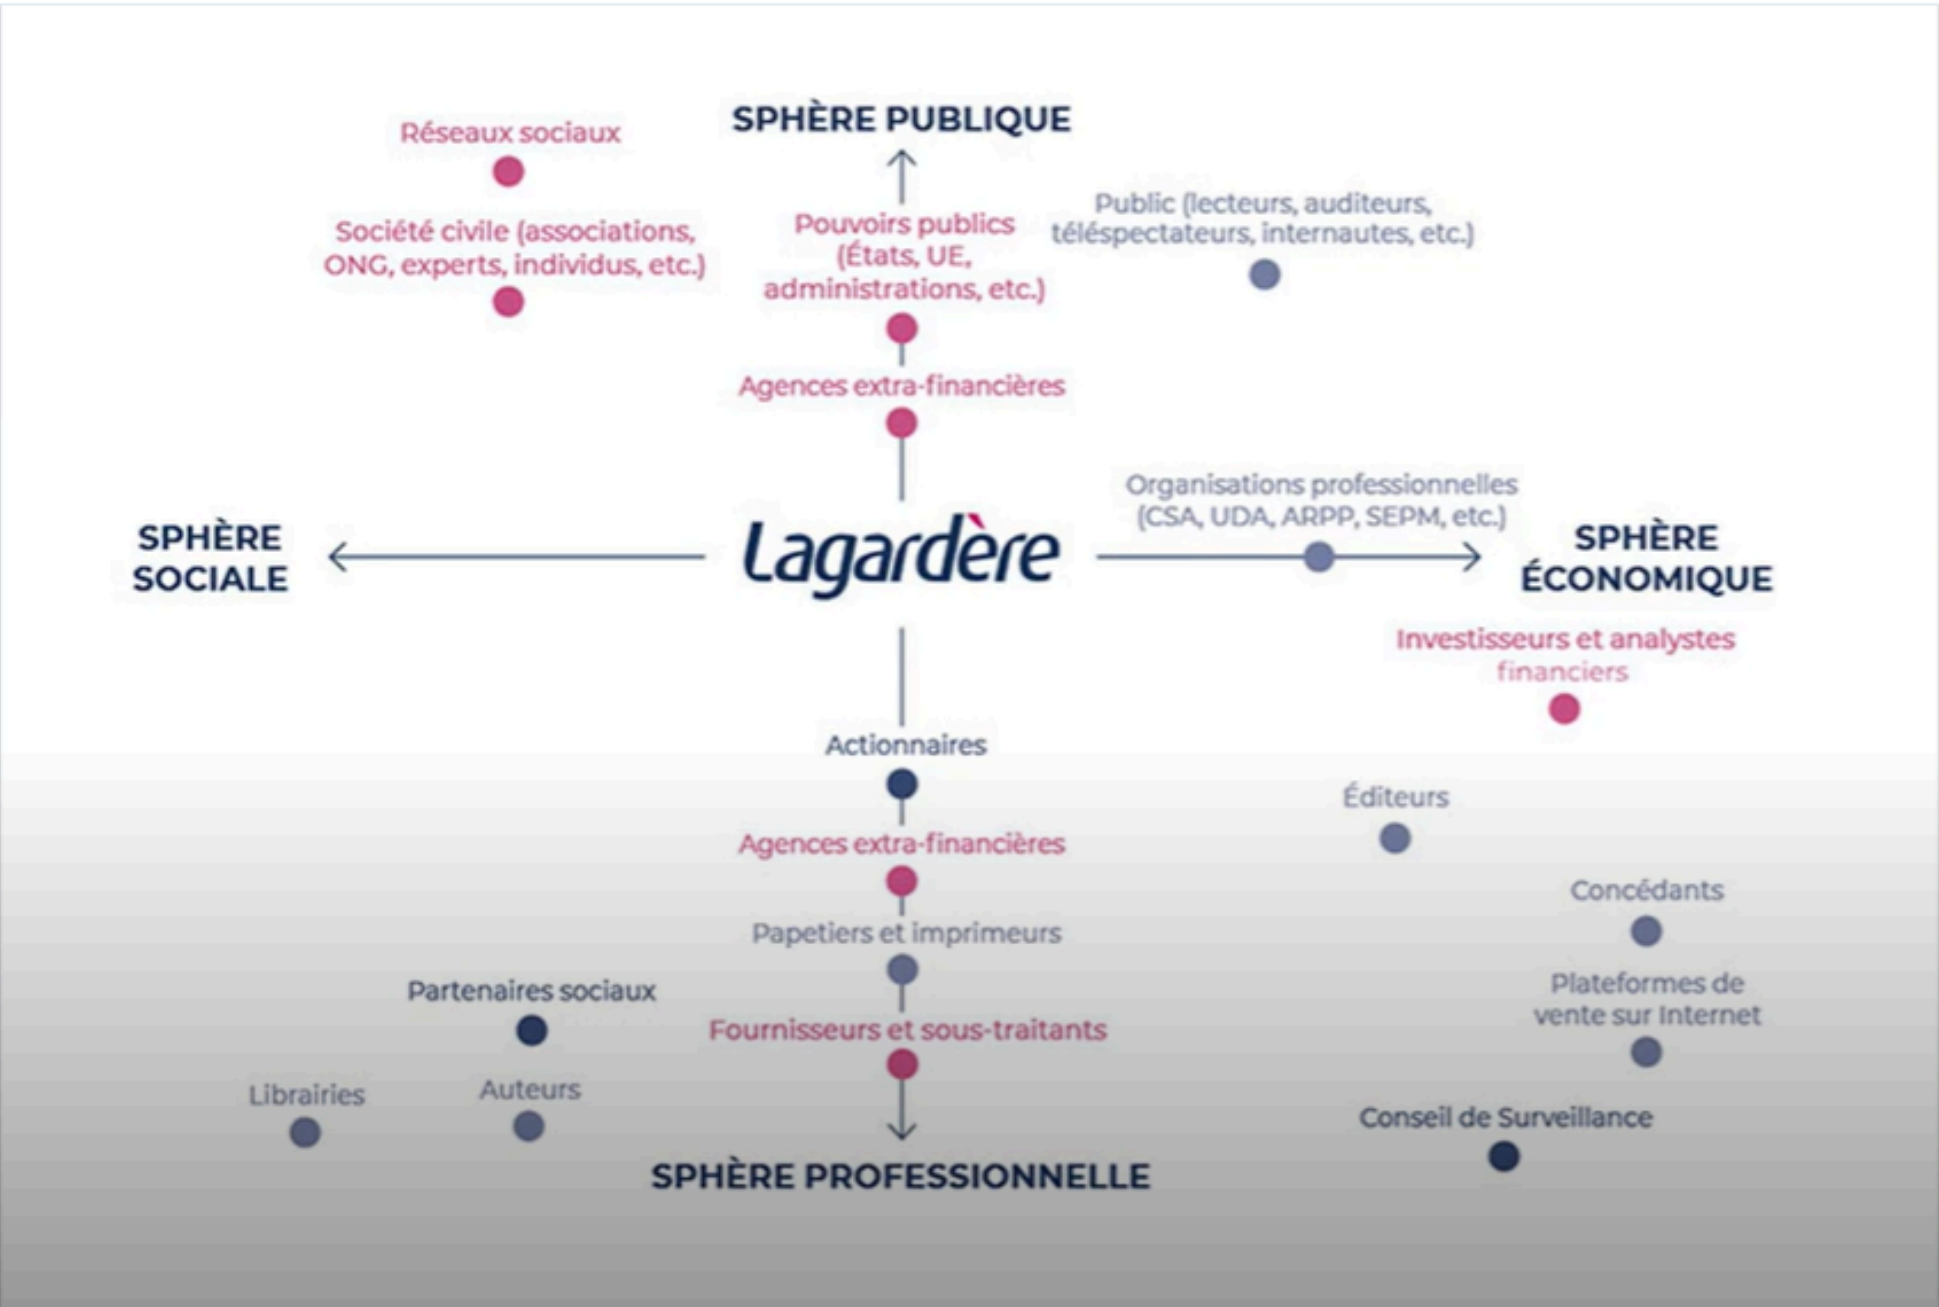 SPHÈRE PUBLIQUE
Réseaux sociaux
Société civile (associations,
ONG, experts, individus, etc.)
Pouvoirs publics
(États, UE,
administrations, etc.)
Public (lecteurs, auditeurs,
téléspectateurs, internautes, etc.)
Agences extra-financières
SPHÈRE
SOCIALE
Lagardère
Organisations professionnelles
(CSA, UDA, ARPP, SEPM, etc.)
SPHÈRE
ÉCONOMIQUE
Investisseurs et analystes
financiers
Actionnaires
Éditeurs
Agences extra-financières
Concédants
Papetiers et imprimeurs
Partenaires sociaux
Plateformes de
vente sur Internet
Fournisseurs et sous-traitants
Librairies
Auteurs
Conseil de Surveillance
SPHÈRE PROFESSIONNELLE